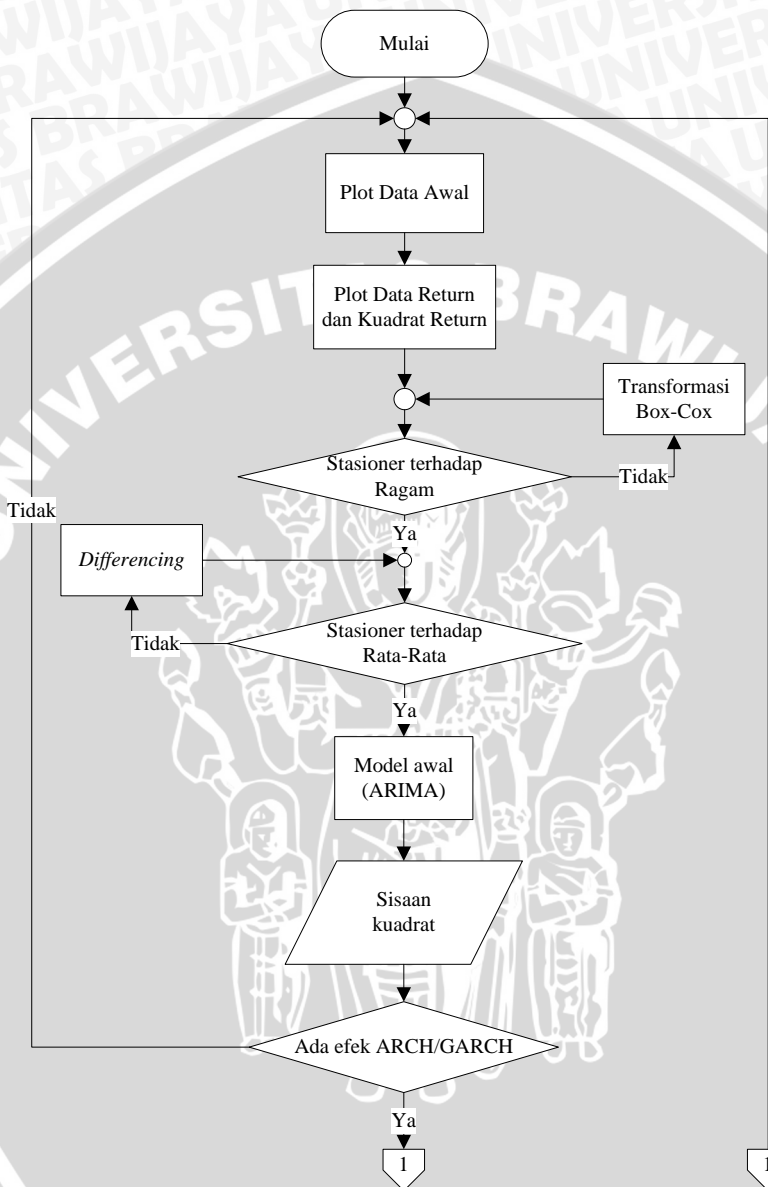 Mulai
Plot Data Awal
Plot Data Return
dan Kuadrat Return
Transformasi
Box-Cox
Stasioner terhadap
Ragam
Tidak
Tidak
Ya
Differencing
Stasioner terhadap
Rata-Rata
Tidak
Ya
Model awal
(ARIMA)
Sisaan
kuadrat
Ada efek ARCH/GARCH
Ya
1
1
UNIVERSITAS BRAWIJAYA